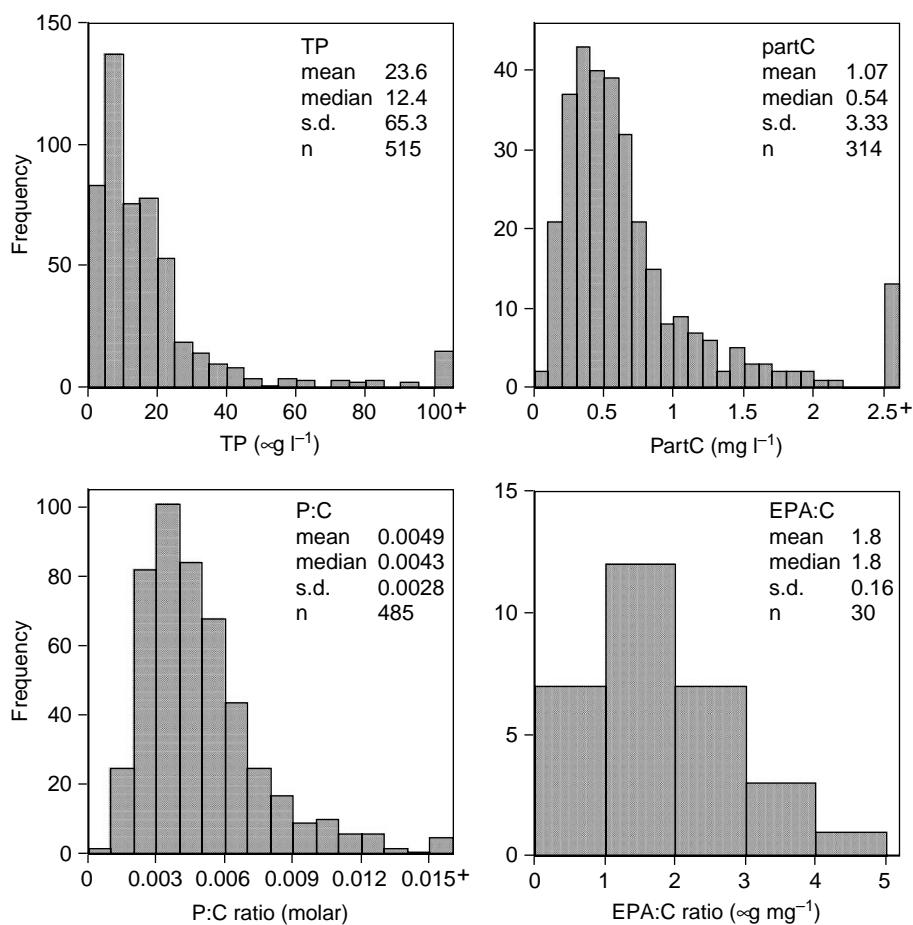 150
100
50
0
Frequency
TP
mean 23.6
median 12.4
s.d. 65.3
n 515
0 20 40 60 80 100+
TP (∝g l⁻¹)
40
30
20
10
0
partC
mean 1.07
median 0.54
s.d. 3.33
n 314
0 0.5 1 1.5 2 2.5+
PartC (mg l⁻¹)
100
80
60
40
20
0
Frequency
P:C
mean 0.0049
median 0.0043
s.d. 0.0028
n 485
0 0.003 0.006 0.009 0.012 0.015+
P:C ratio (molar)
15
10
5
0
EPA:C
mean 1.8
median 1.8
s.d. 0.16
n 30
0 1 2 3 4 5
EPA:C ratio (∝g mg⁻¹)